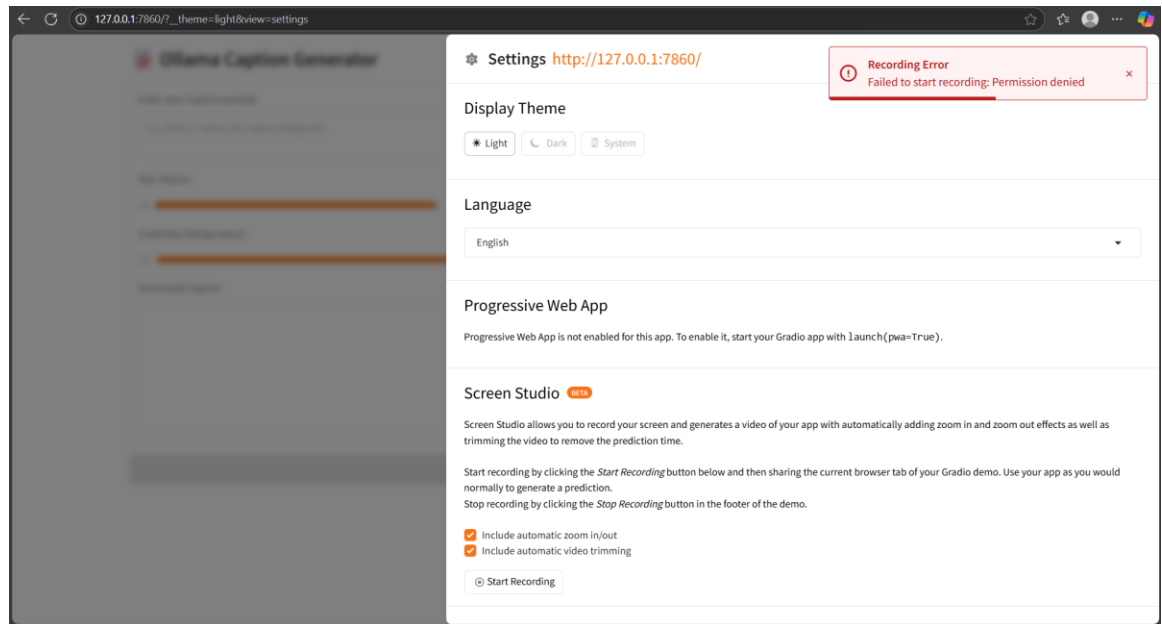 127.0.0.1:7860/?_theme=light&view=settings
Ollama Caption Generator
Settings http://127.0.0.1:7860/
Recording Error
Failed to start recording: Permission denied
Display Theme
Light
Dark
System
Language
English
Progressive Web App
Progressive Web App is not enabled for this app. To enable it, start your Gradio app with launch(pwa=True).
Screen Studio BETA
Screen Studio allows you to record your screen and generates a video of your app with automatically adding zoom in and zoom out effects as well as
trimming the video to remove the prediction time.
Start recording by clicking the Start Recording button below and then sharing the current browser tab of your Gradio demo. Use your app as you would
normally to generate a prediction.
Stop recording by clicking the Stop Recording button in the footer of the demo.
Include automatic zoom in/out
Include automatic video trimming
Start Recording